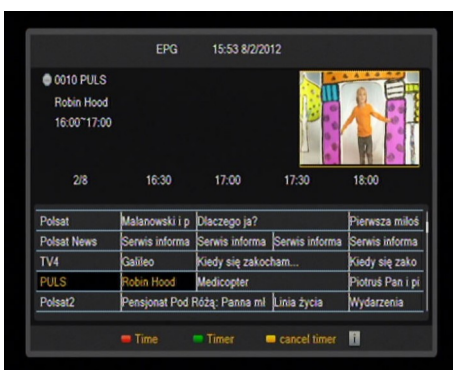 EPG 15:53 8/2/2012
0010 PULS
Robin Hood
16:00~17:00
2/8 16:30 17:00 17:30 18:00
Polsat Malanowski i p Dlaczego ja? Pierwsza miłoś
Polsat News Serwis informa Serwis informa Serwis informa Serwis informa
TV4 Galileo Kiedy się zakocham... Kiedy się zako
PULS Robin Hood Medicopter Piotruś Pan i pi
Polsat2 Pensjonat Pod Różą: Panna mł Linia życia Wydarzenia
Time Timer cancel timer i